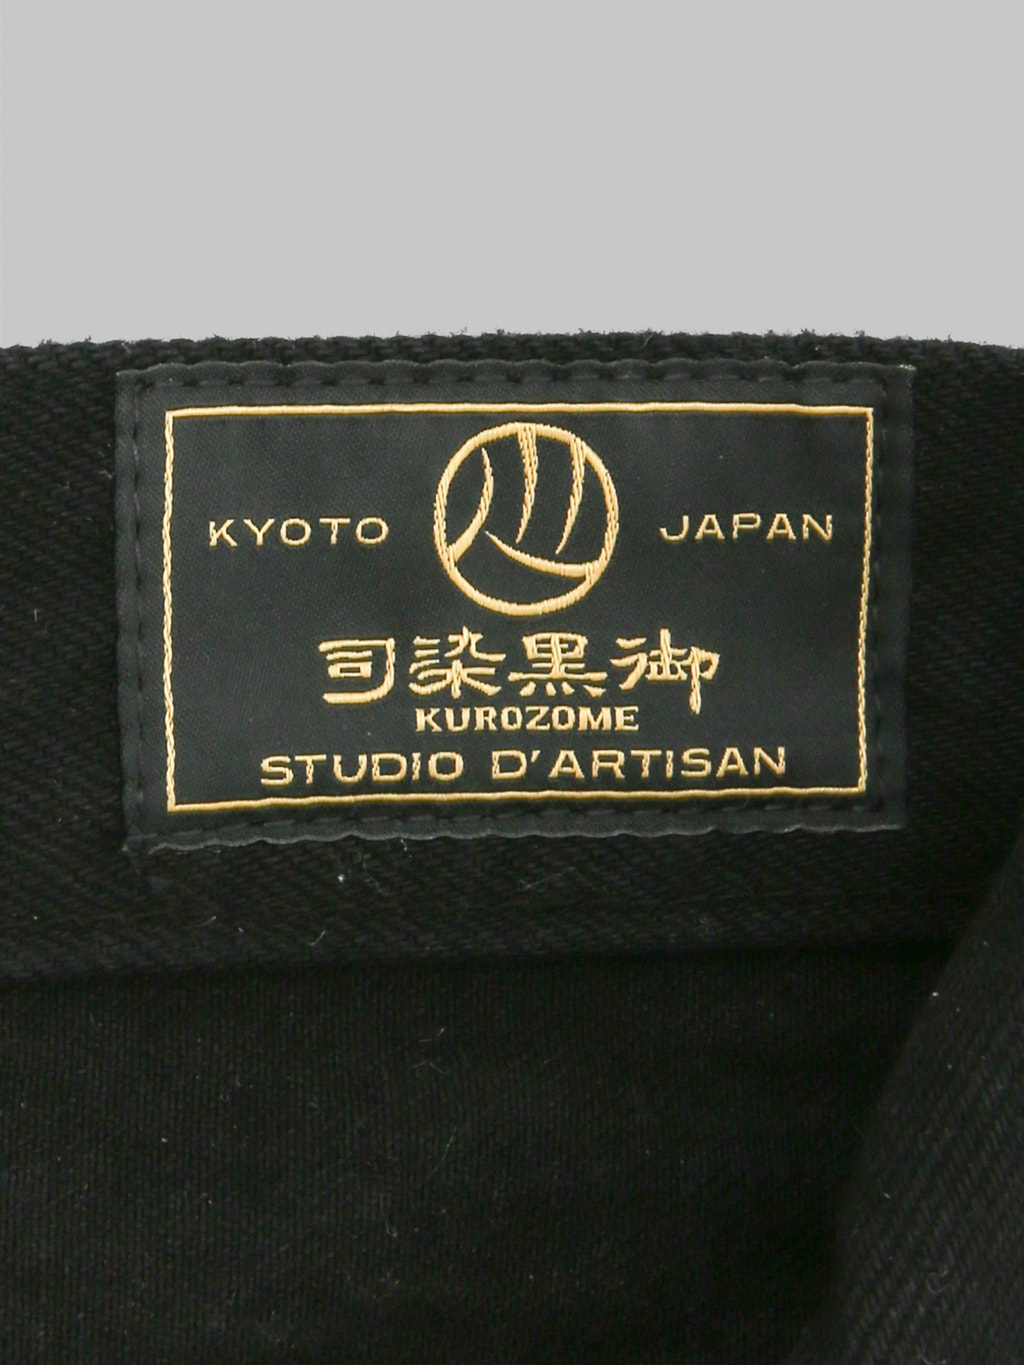 KYOTO JAPAN
司染黒御
KUROZOME
STUDIO D'ARTISAN